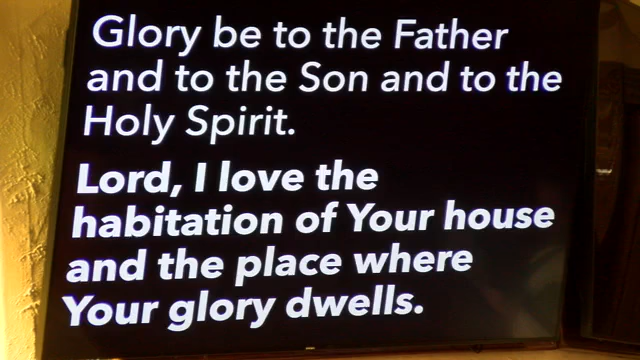 Glory be to the Father
and to the Son and to the
Holy Spirit.
Lord, I love the
habitation of Your house
and the place where
Your glory dwells.